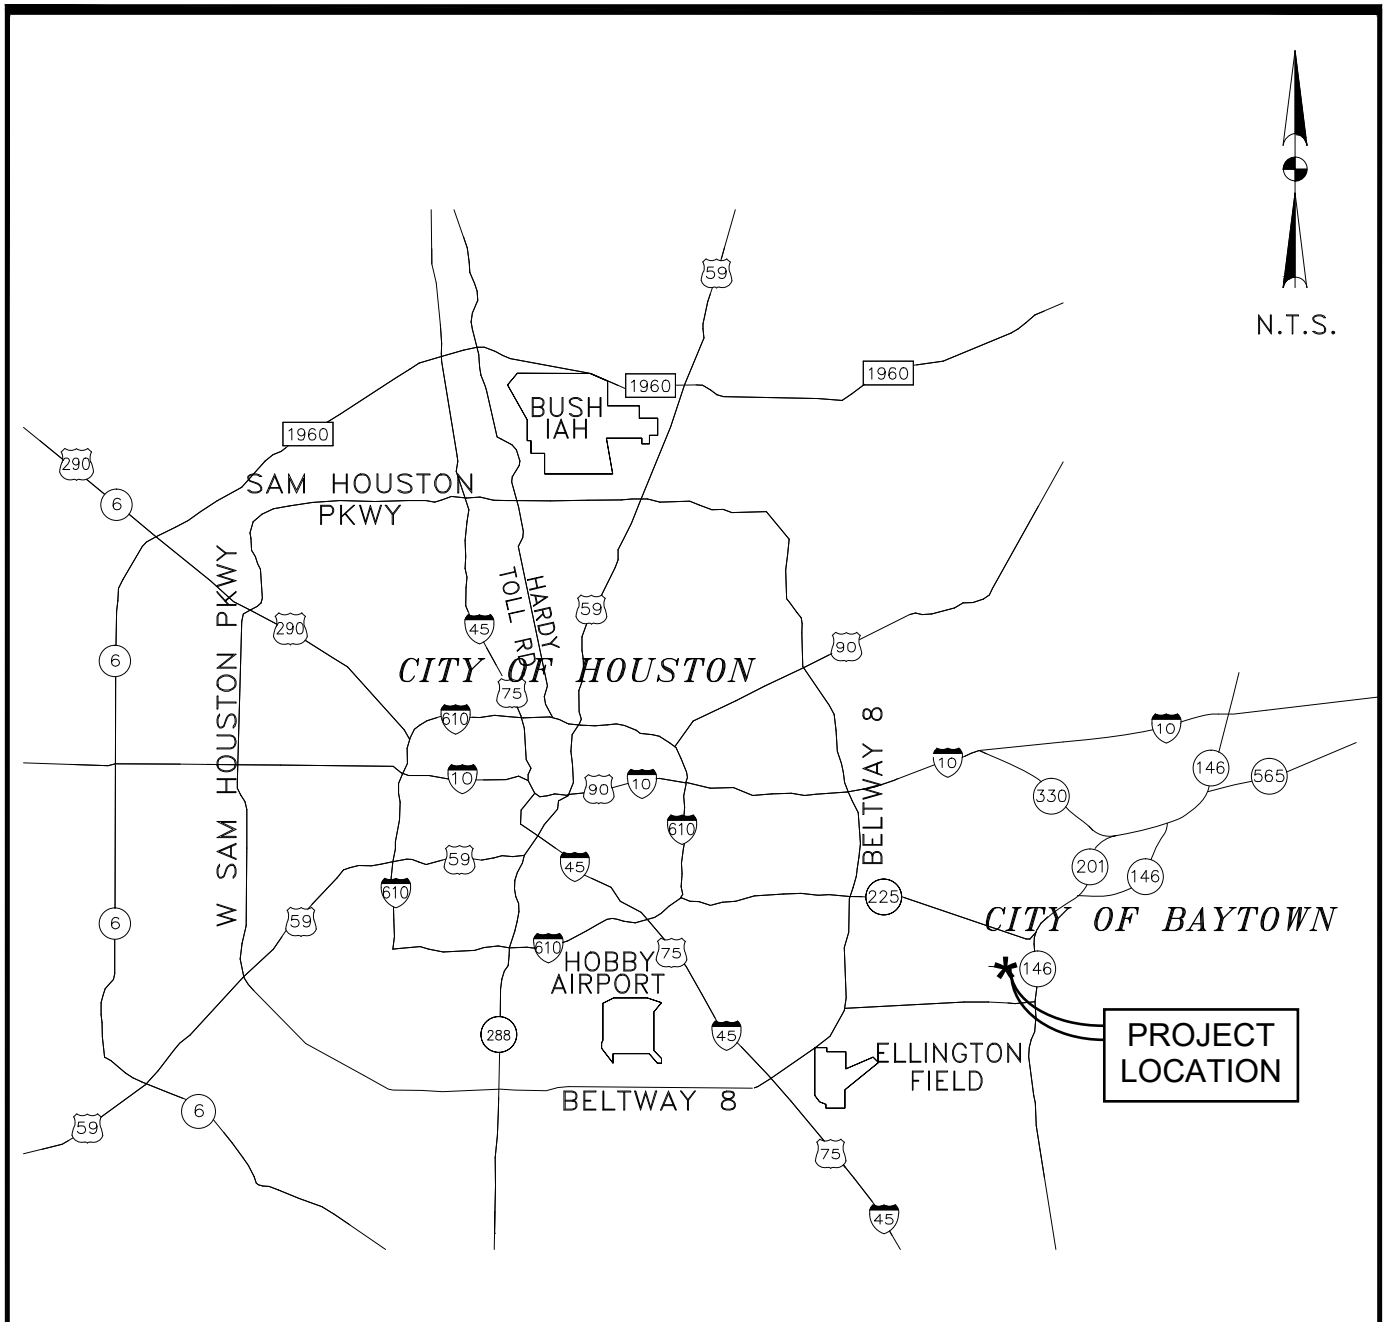 59
N.T.S.
1960
1960
BUSH
IAH
1960
290
SAM HOUSTON
PKWY
6
W SAM HOUSTON PKWY
HARDY
TOLL RD
59
290
45
90
6
CITY OF HOUSTON
75
610
BELTWAY 8
10
10
146
565
10
90
10
330
610
59
45
201
146
610
225
6
59
CITY OF BAYTOWN
610
75
HOBBY
AIRPORT
*
146
288
45
ELLINGTON
FIELD
PROJECT
LOCATION
BELTWAY 8
6
59
75
45